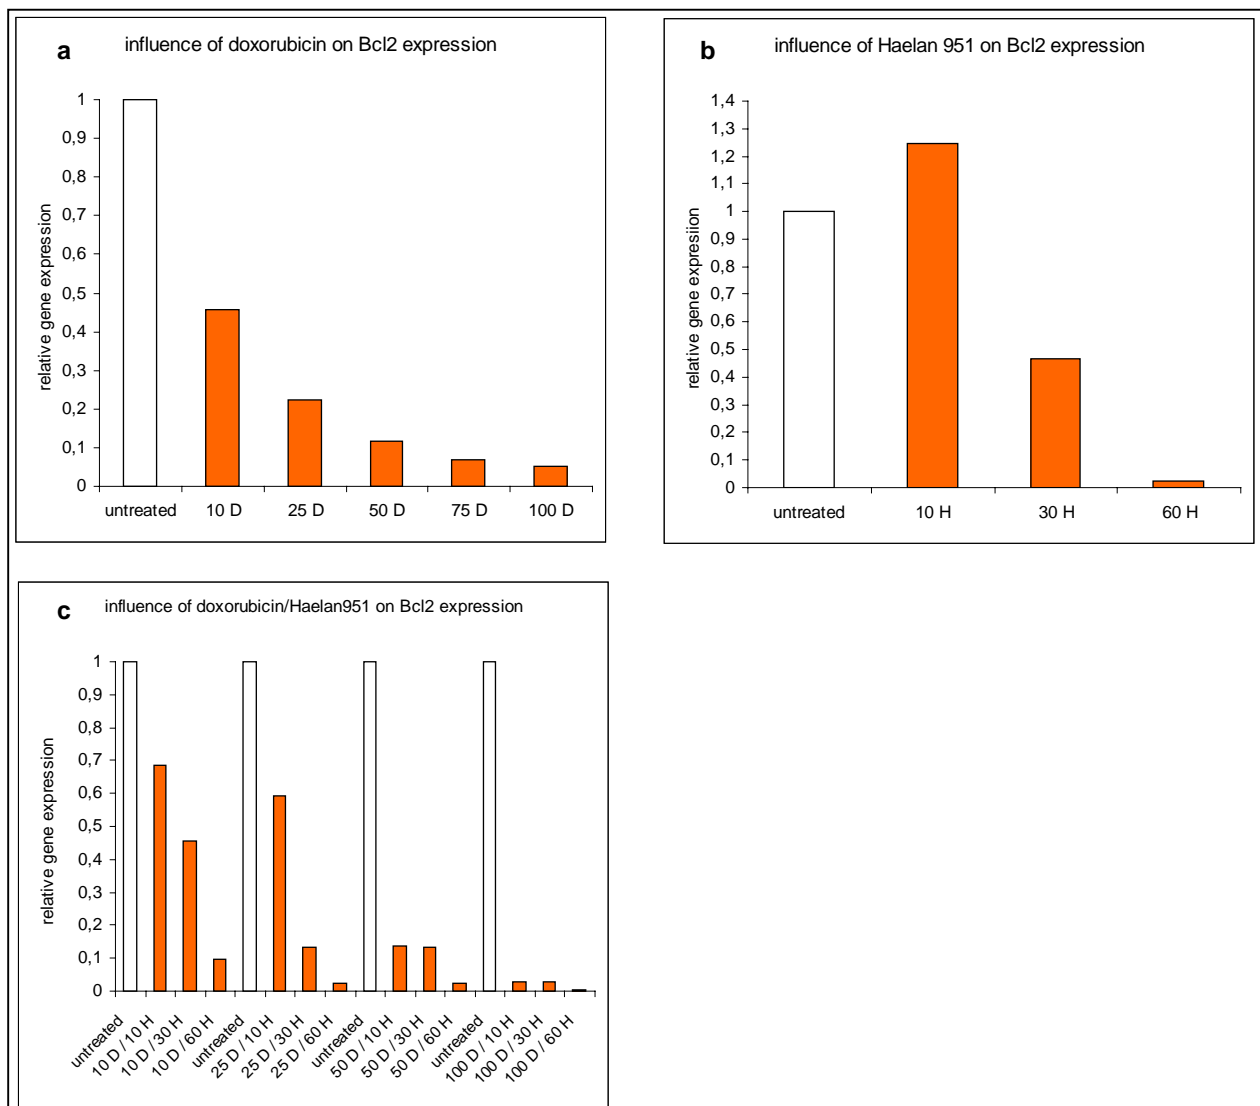 a
influence of doxorubicin on Bcl2 expression
relative gene expression
1
0,9
0,8
0,7
0,6
0,5
0,4
0,3
0,2
0,1
0
untreated 10 D 25 D 50 D 75 D 100 D
b
influence of Haelan 951 on Bcl2 expression
relative gene expresiion
1,4
1,3
1,2
1,1
1
0,9
0,8
0,7
0,6
0,5
0,4
0,3
0,2
0,1
0
untreated 10 H 30 H 60 H
c
influence of doxorubicin/Haelan951 on Bcl2 expression
relative gene expression
1
0,9
0,8
0,7
0,6
0,5
0,4
0,3
0,2
0,1
0
untreated
10 D / 10 H
10 D / 30 H
10 D / 60 H
untreated
25 D / 10 H
25 D / 30 H
25 D / 60 H
untreated
50 D / 10 H
50 D / 30 H
50 D / 60 H
untreated
100 D / 10 H
100 D / 30 H
100 D / 60 H